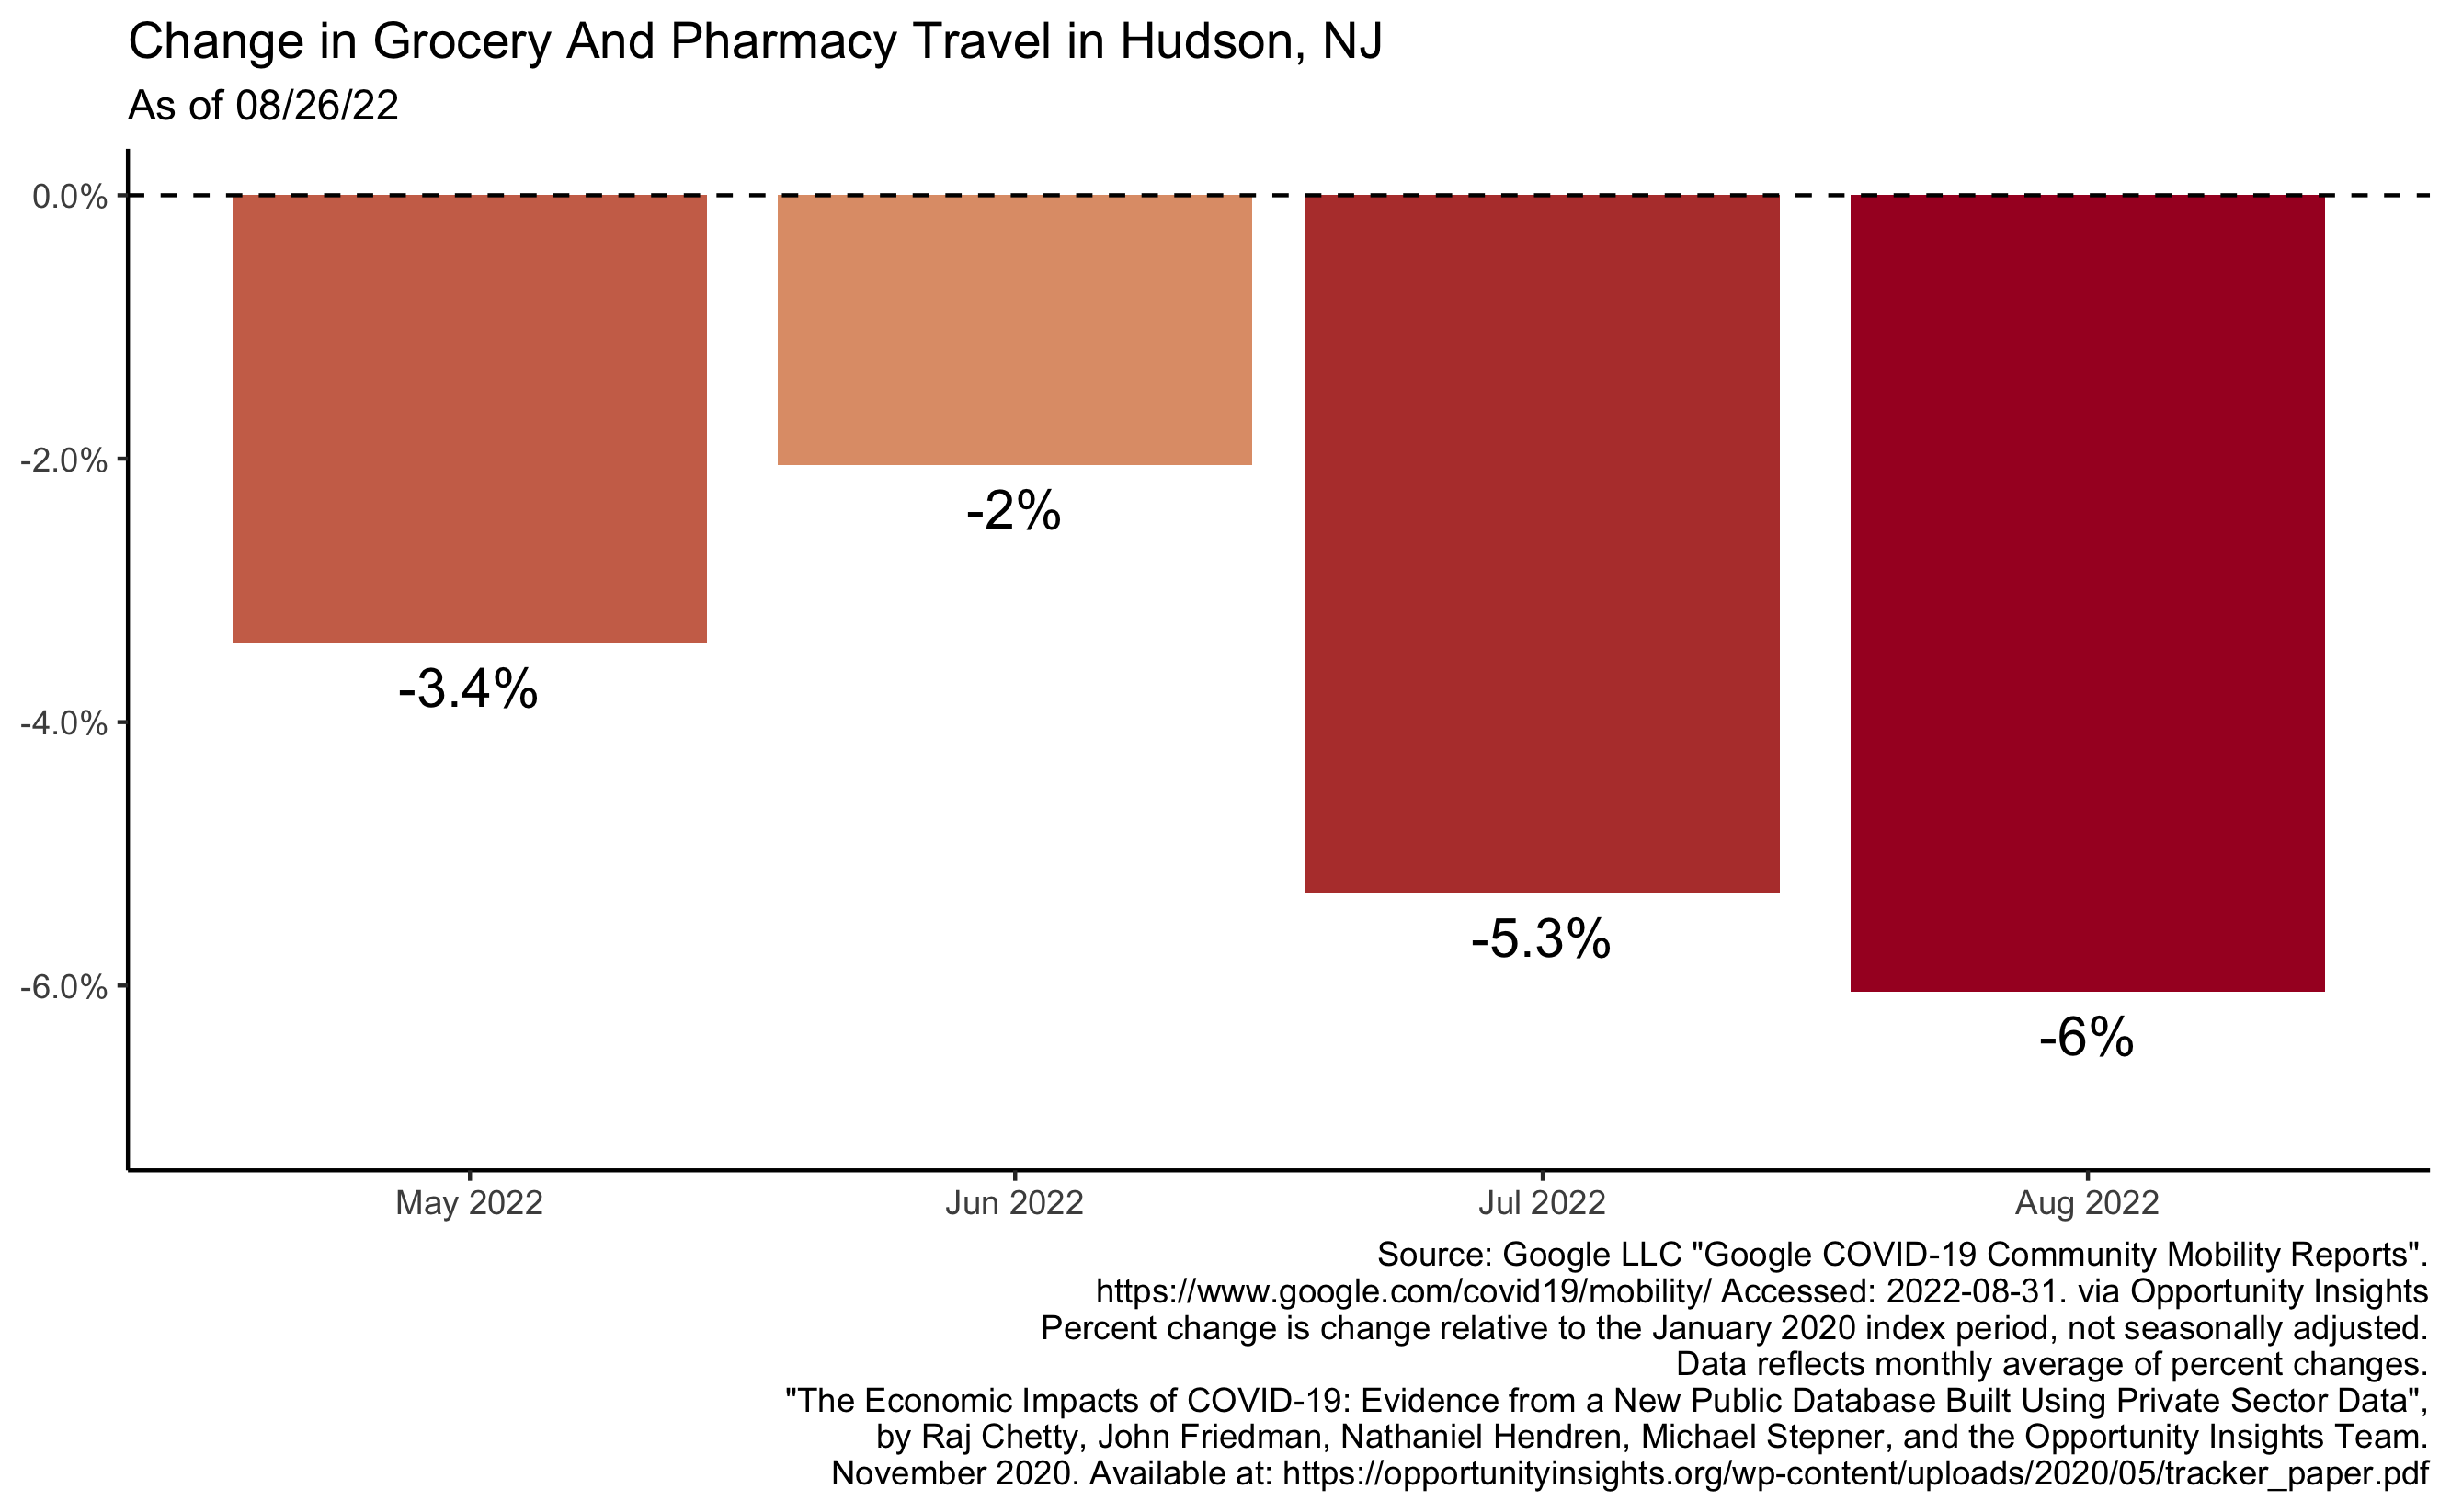 Change in Grocery And Pharmacy Travel in Hudson, NJ
As of 08/26/22
0.0%
-2.0%
-4.0%
-6.0%
-3.4%
-2%
-5.3%
-6%
May 2022
Jun 2022
Jul 2022
Aug 2022
Source: Google LLC "Google COVID-19 Community Mobility Reports".
https://www.google.com/covid19/mobility/ Accessed: 2022-08-31. via Opportunity Insights
Percent change is change relative to the January 2020 index period, not seasonally adjusted.
Data reflects monthly average of percent changes.
"The Economic Impacts of COVID-19: Evidence from a New Public Database Built Using Private Sector Data",
by Raj Chetty, John Friedman, Nathaniel Hendren, Michael Stepner, and the Opportunity Insights Team.
November 2020. Available at: https://opportunityinsights.org/wp-content/uploads/2020/05/tracker_paper.pdf